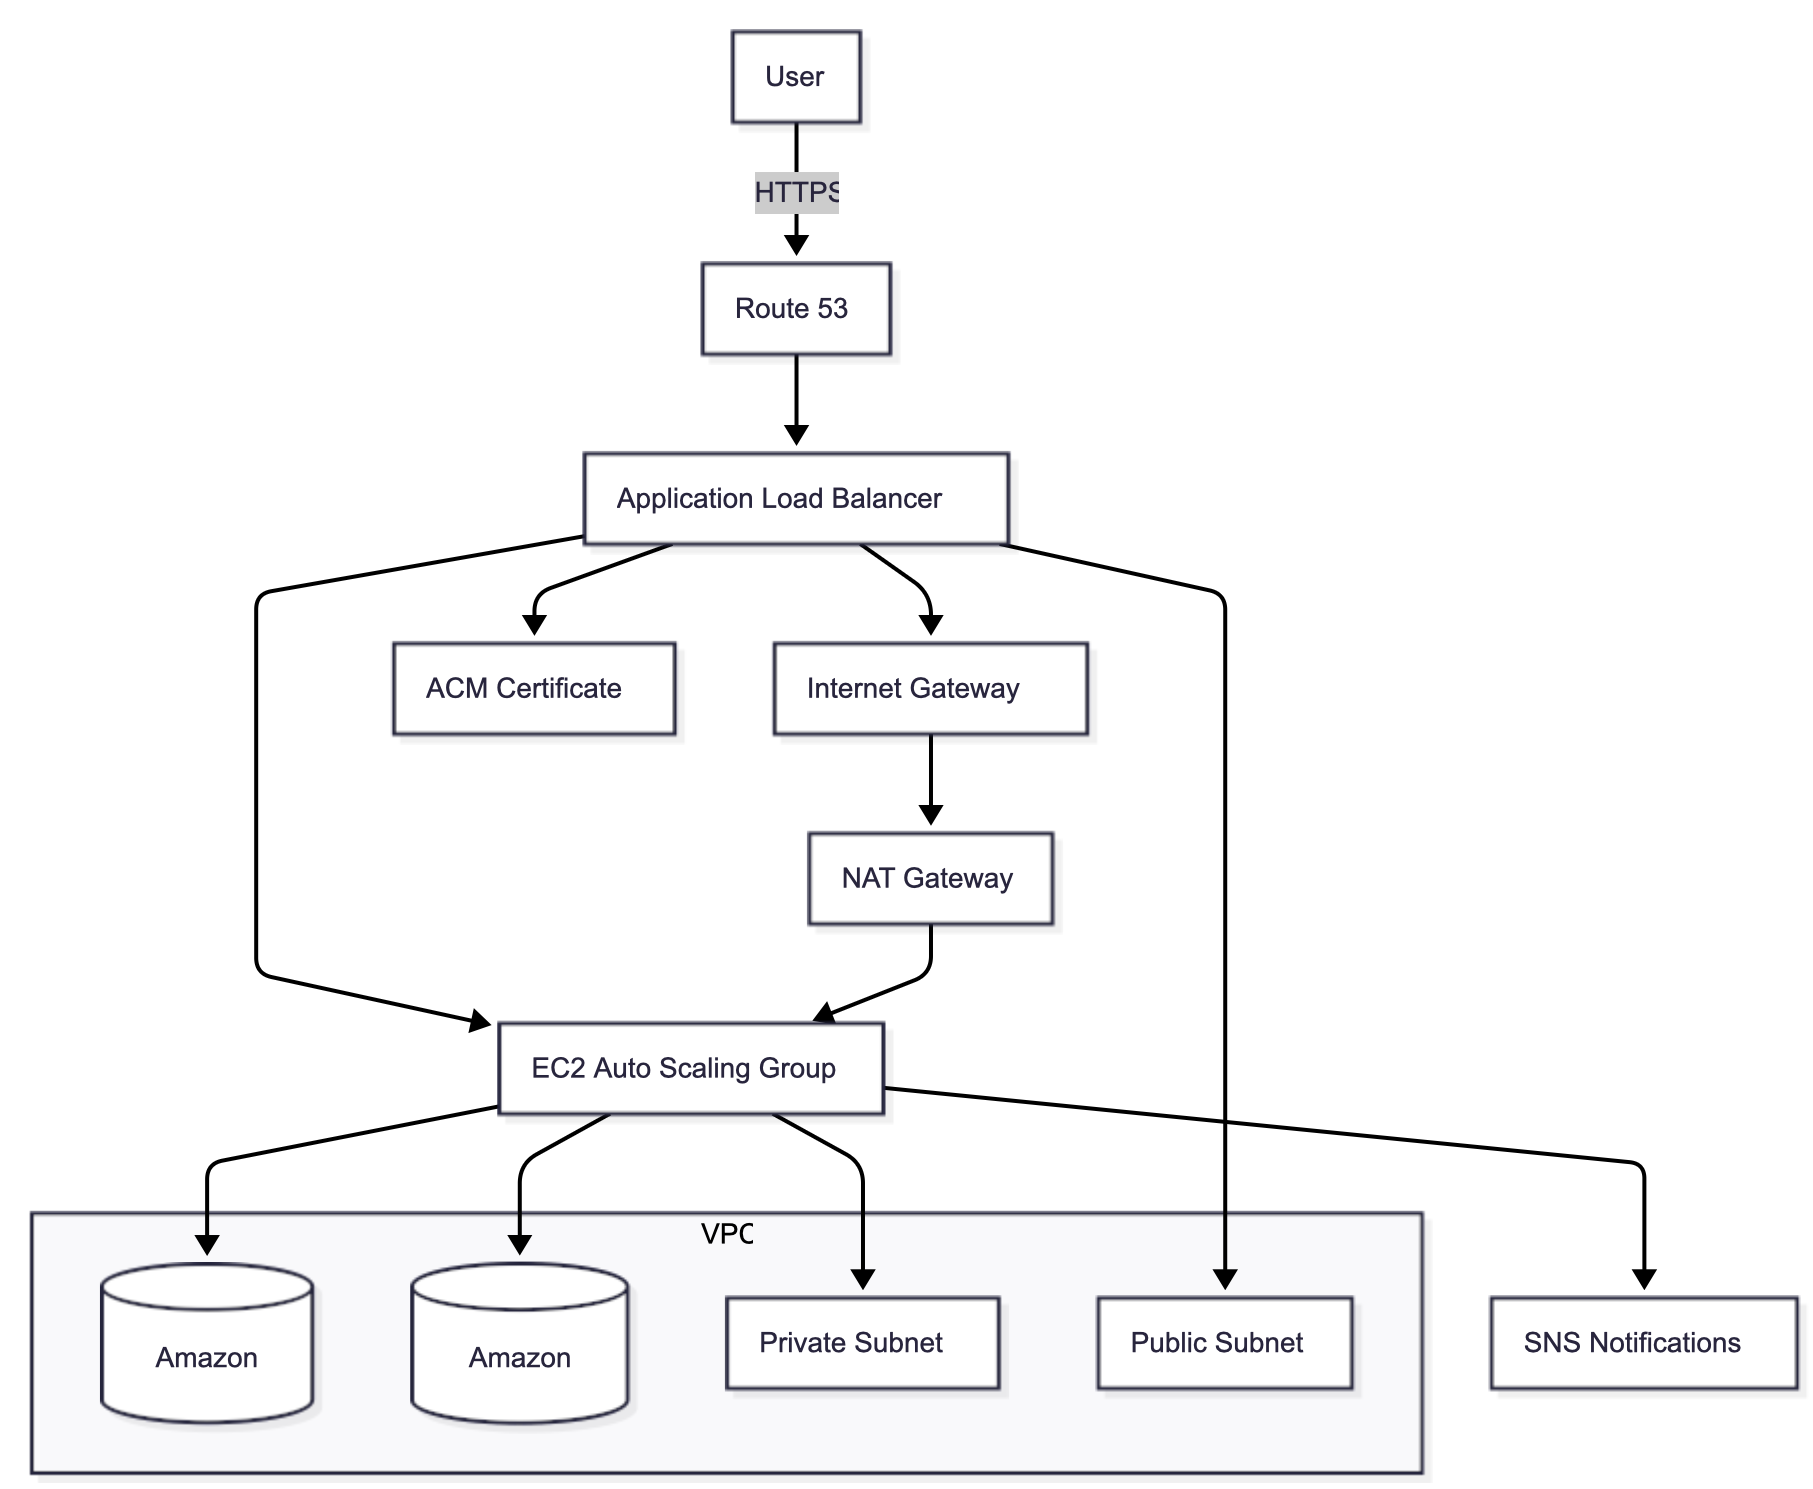 User
HTTPS
Route 53
Application Load Balancer
ACM Certificate
Internet Gateway
NAT Gateway
EC2 Auto Scaling Group
VPC
Amazon
Amazon
Private Subnet
Public Subnet
SNS Notifications